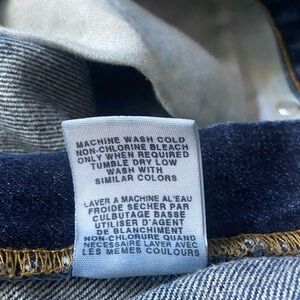 MACHINE WASH COLD
NON-CHLORINE BLEACH
ONLY WHEN REQUIRED
TUMBLE DRY LOW
WASH WITH
SIMILAR COLORS
LAVER A MACHINE AL'EAU
FROIDE SECHER PAR
CULBUTAGE BASSE
UTILISER D'AGENT
DE BLANCHIMENT
NON-CHLORURE QUAND
NECESSAIRE LAVER AVEC
LES MEMES COULOURS